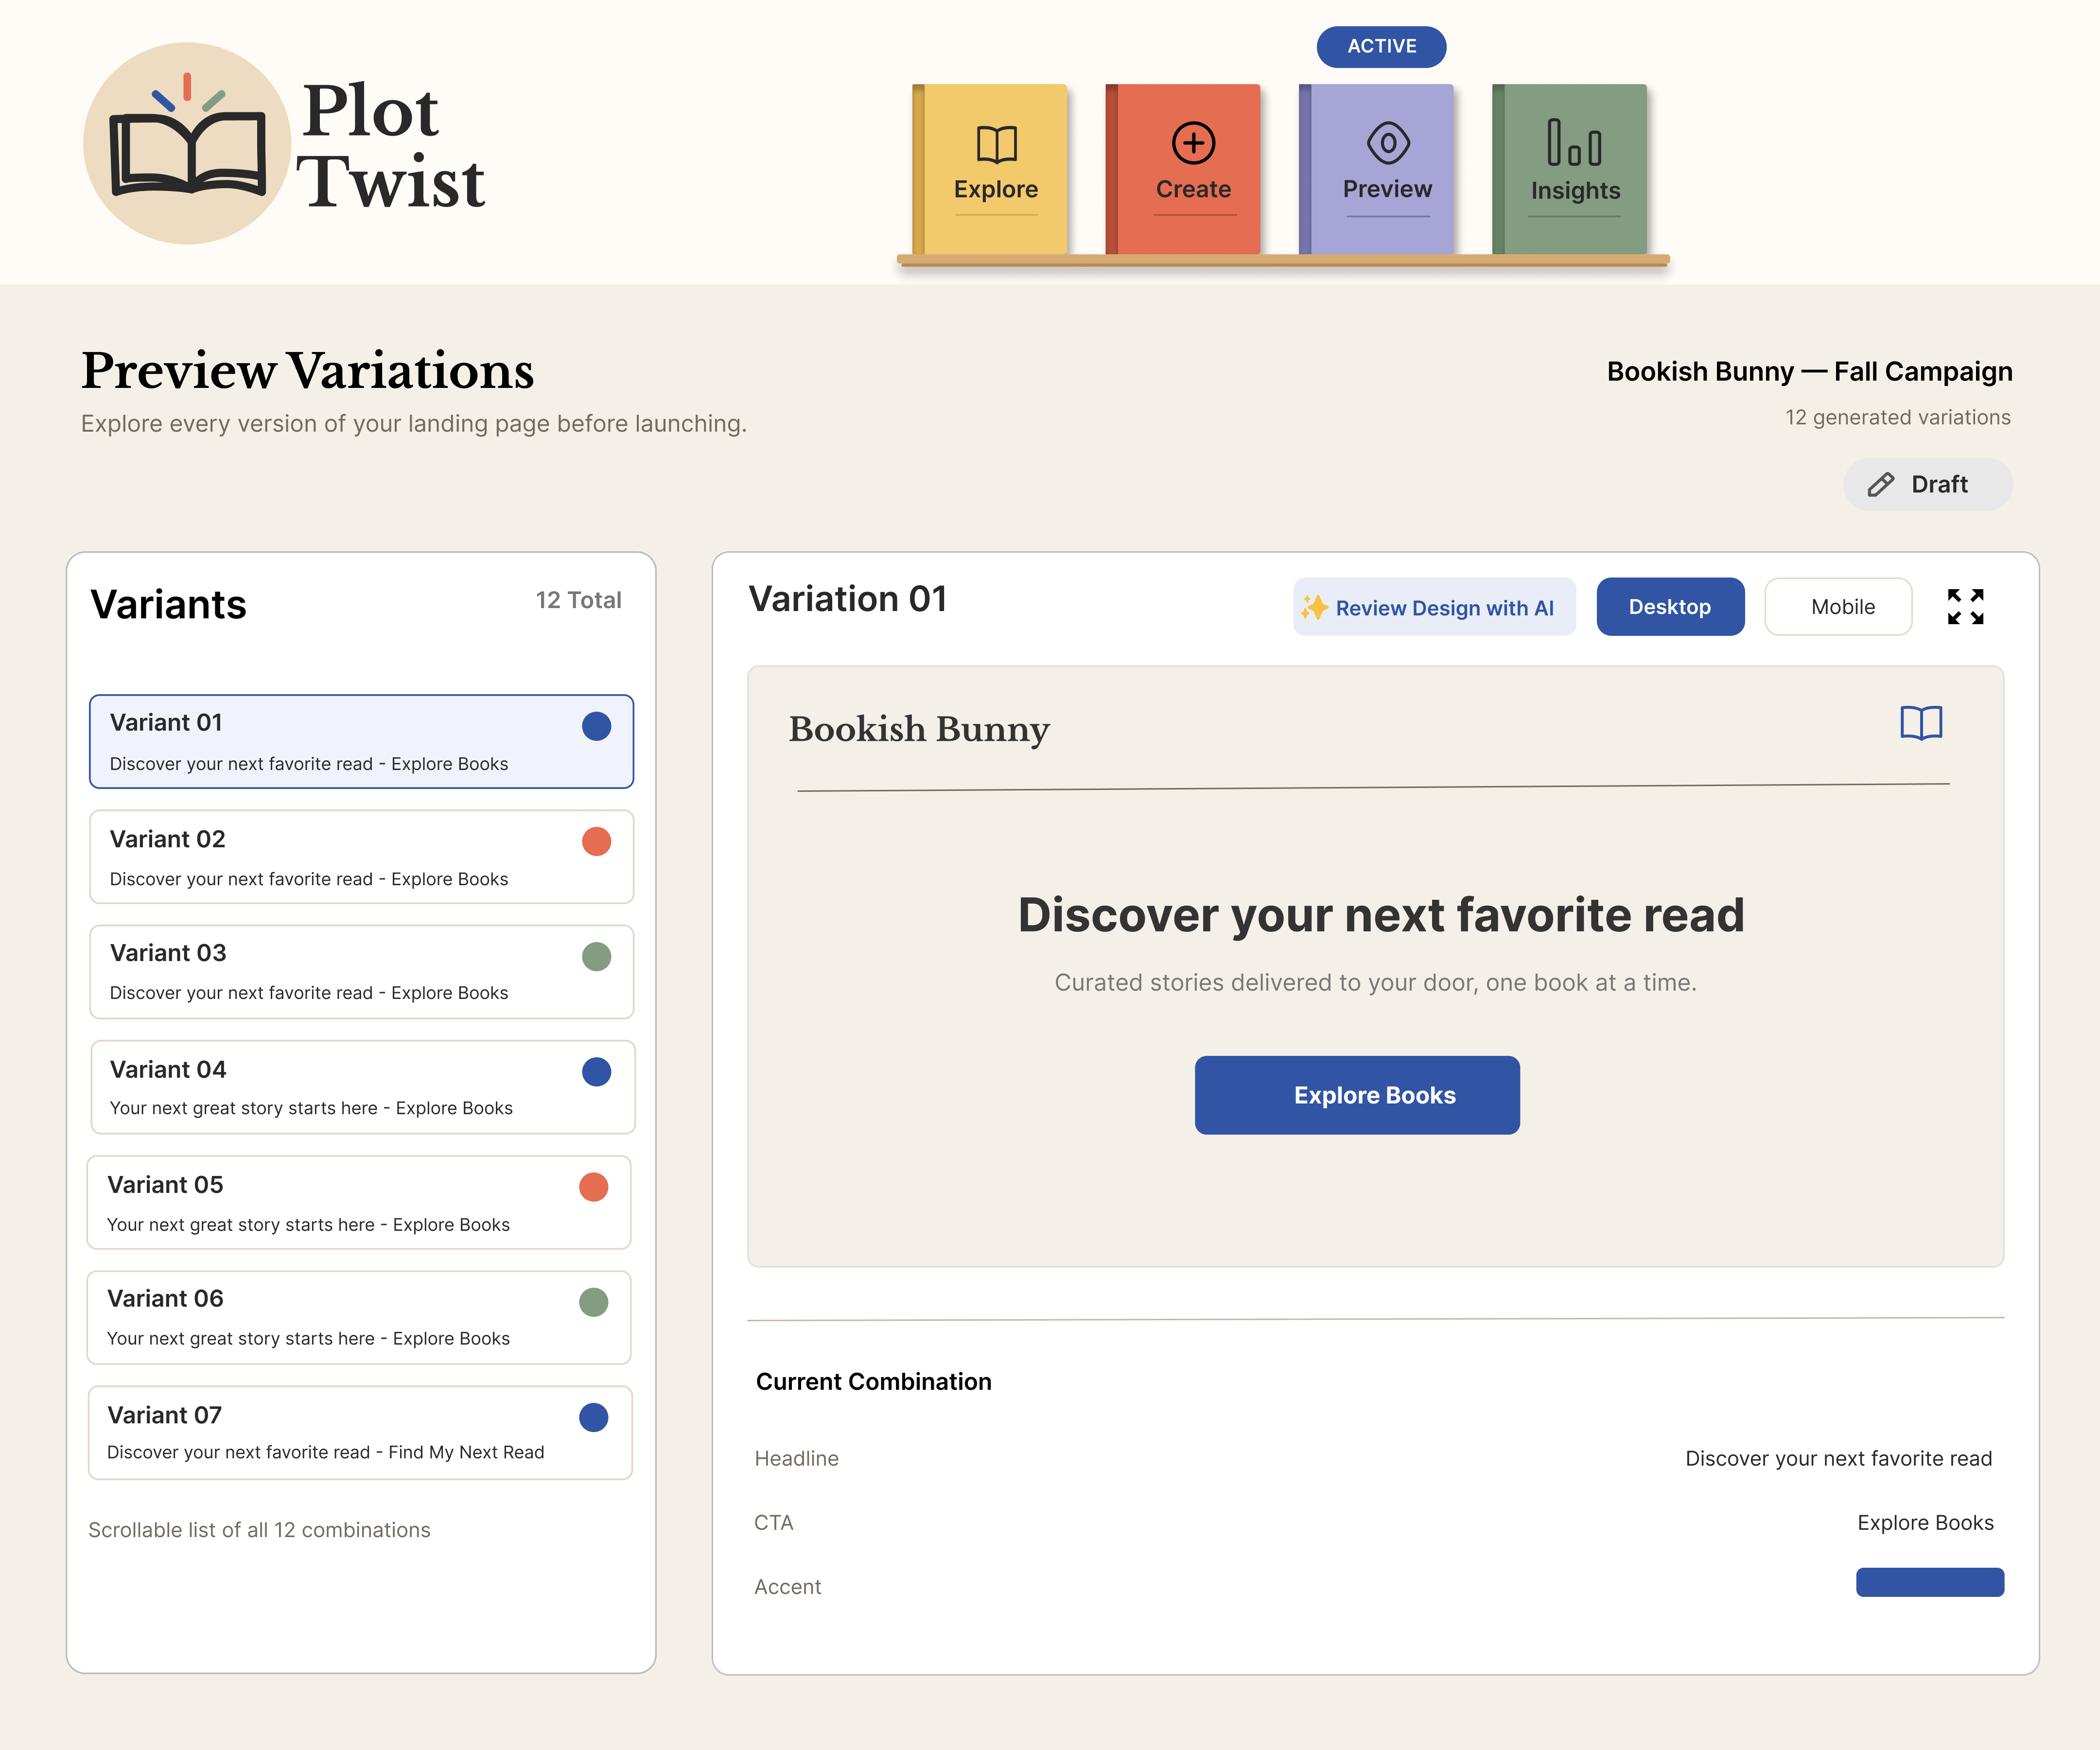 Plot
Twist
ACTIVE
Explore
Create
Preview
Insights
Preview Variations
Explore every version of your landing page before launching.
Bookish Bunny — Fall Campaign
12 generated variations
Draft
Variants
12 Total
Variant 01
Discover your next favorite read - Explore Books
Variant 02
Discover your next favorite read - Explore Books
Variant 03
Discover your next favorite read - Explore Books
Variant 04
Your next great story starts here - Explore Books
Variant 05
Your next great story starts here - Explore Books
Variant 06
Your next great story starts here - Explore Books
Variant 07
Discover your next favorite read - Find My Next Read
Scrollable list of all 12 combinations
Variation 01
✨ Review Design with AI
Desktop
Mobile
Bookish Bunny
Discover your next favorite read
Curated stories delivered to your door, one book at a time.
Explore Books
Current Combination
Headline
Discover your next favorite read
CTA
Explore Books
Accent